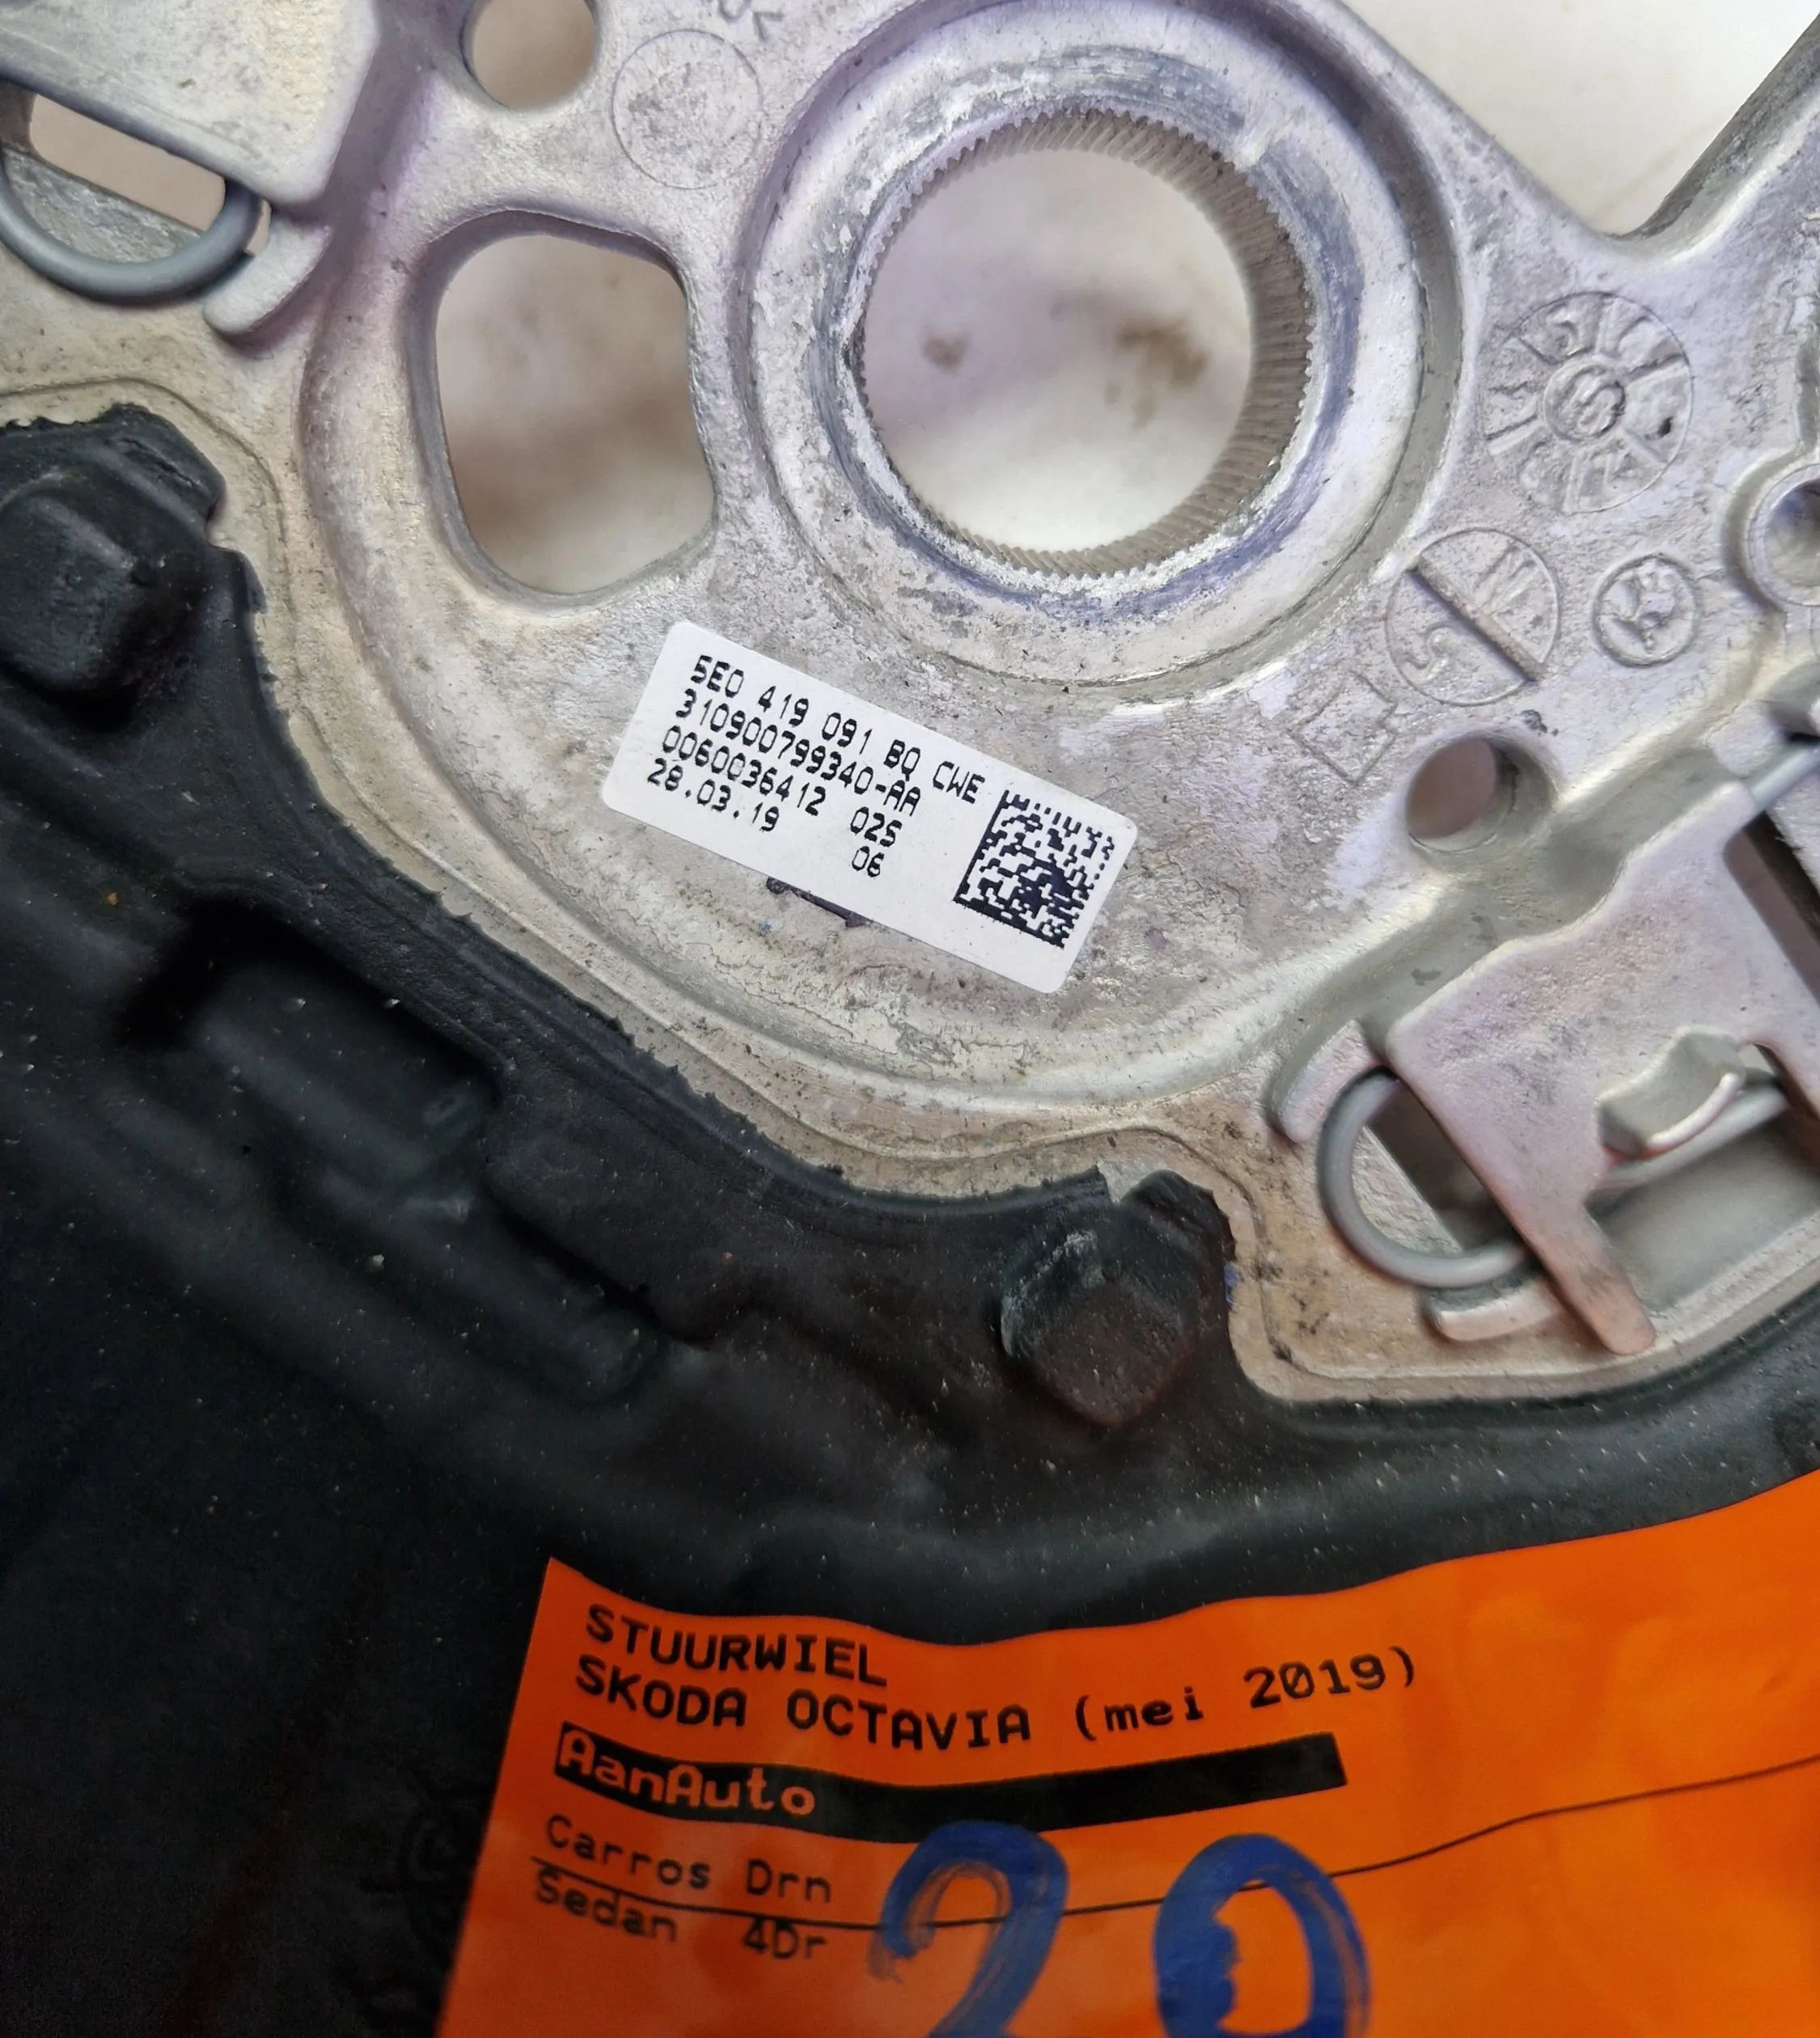 5E0 419 091 BQ CWE
310900799340-AA
0060036412 025
28.03.19 06
STUURWIEL
SKODA OCTAVIA (mei 2019)
AanAuto
Carros Drn
Sedan 4Dr
20